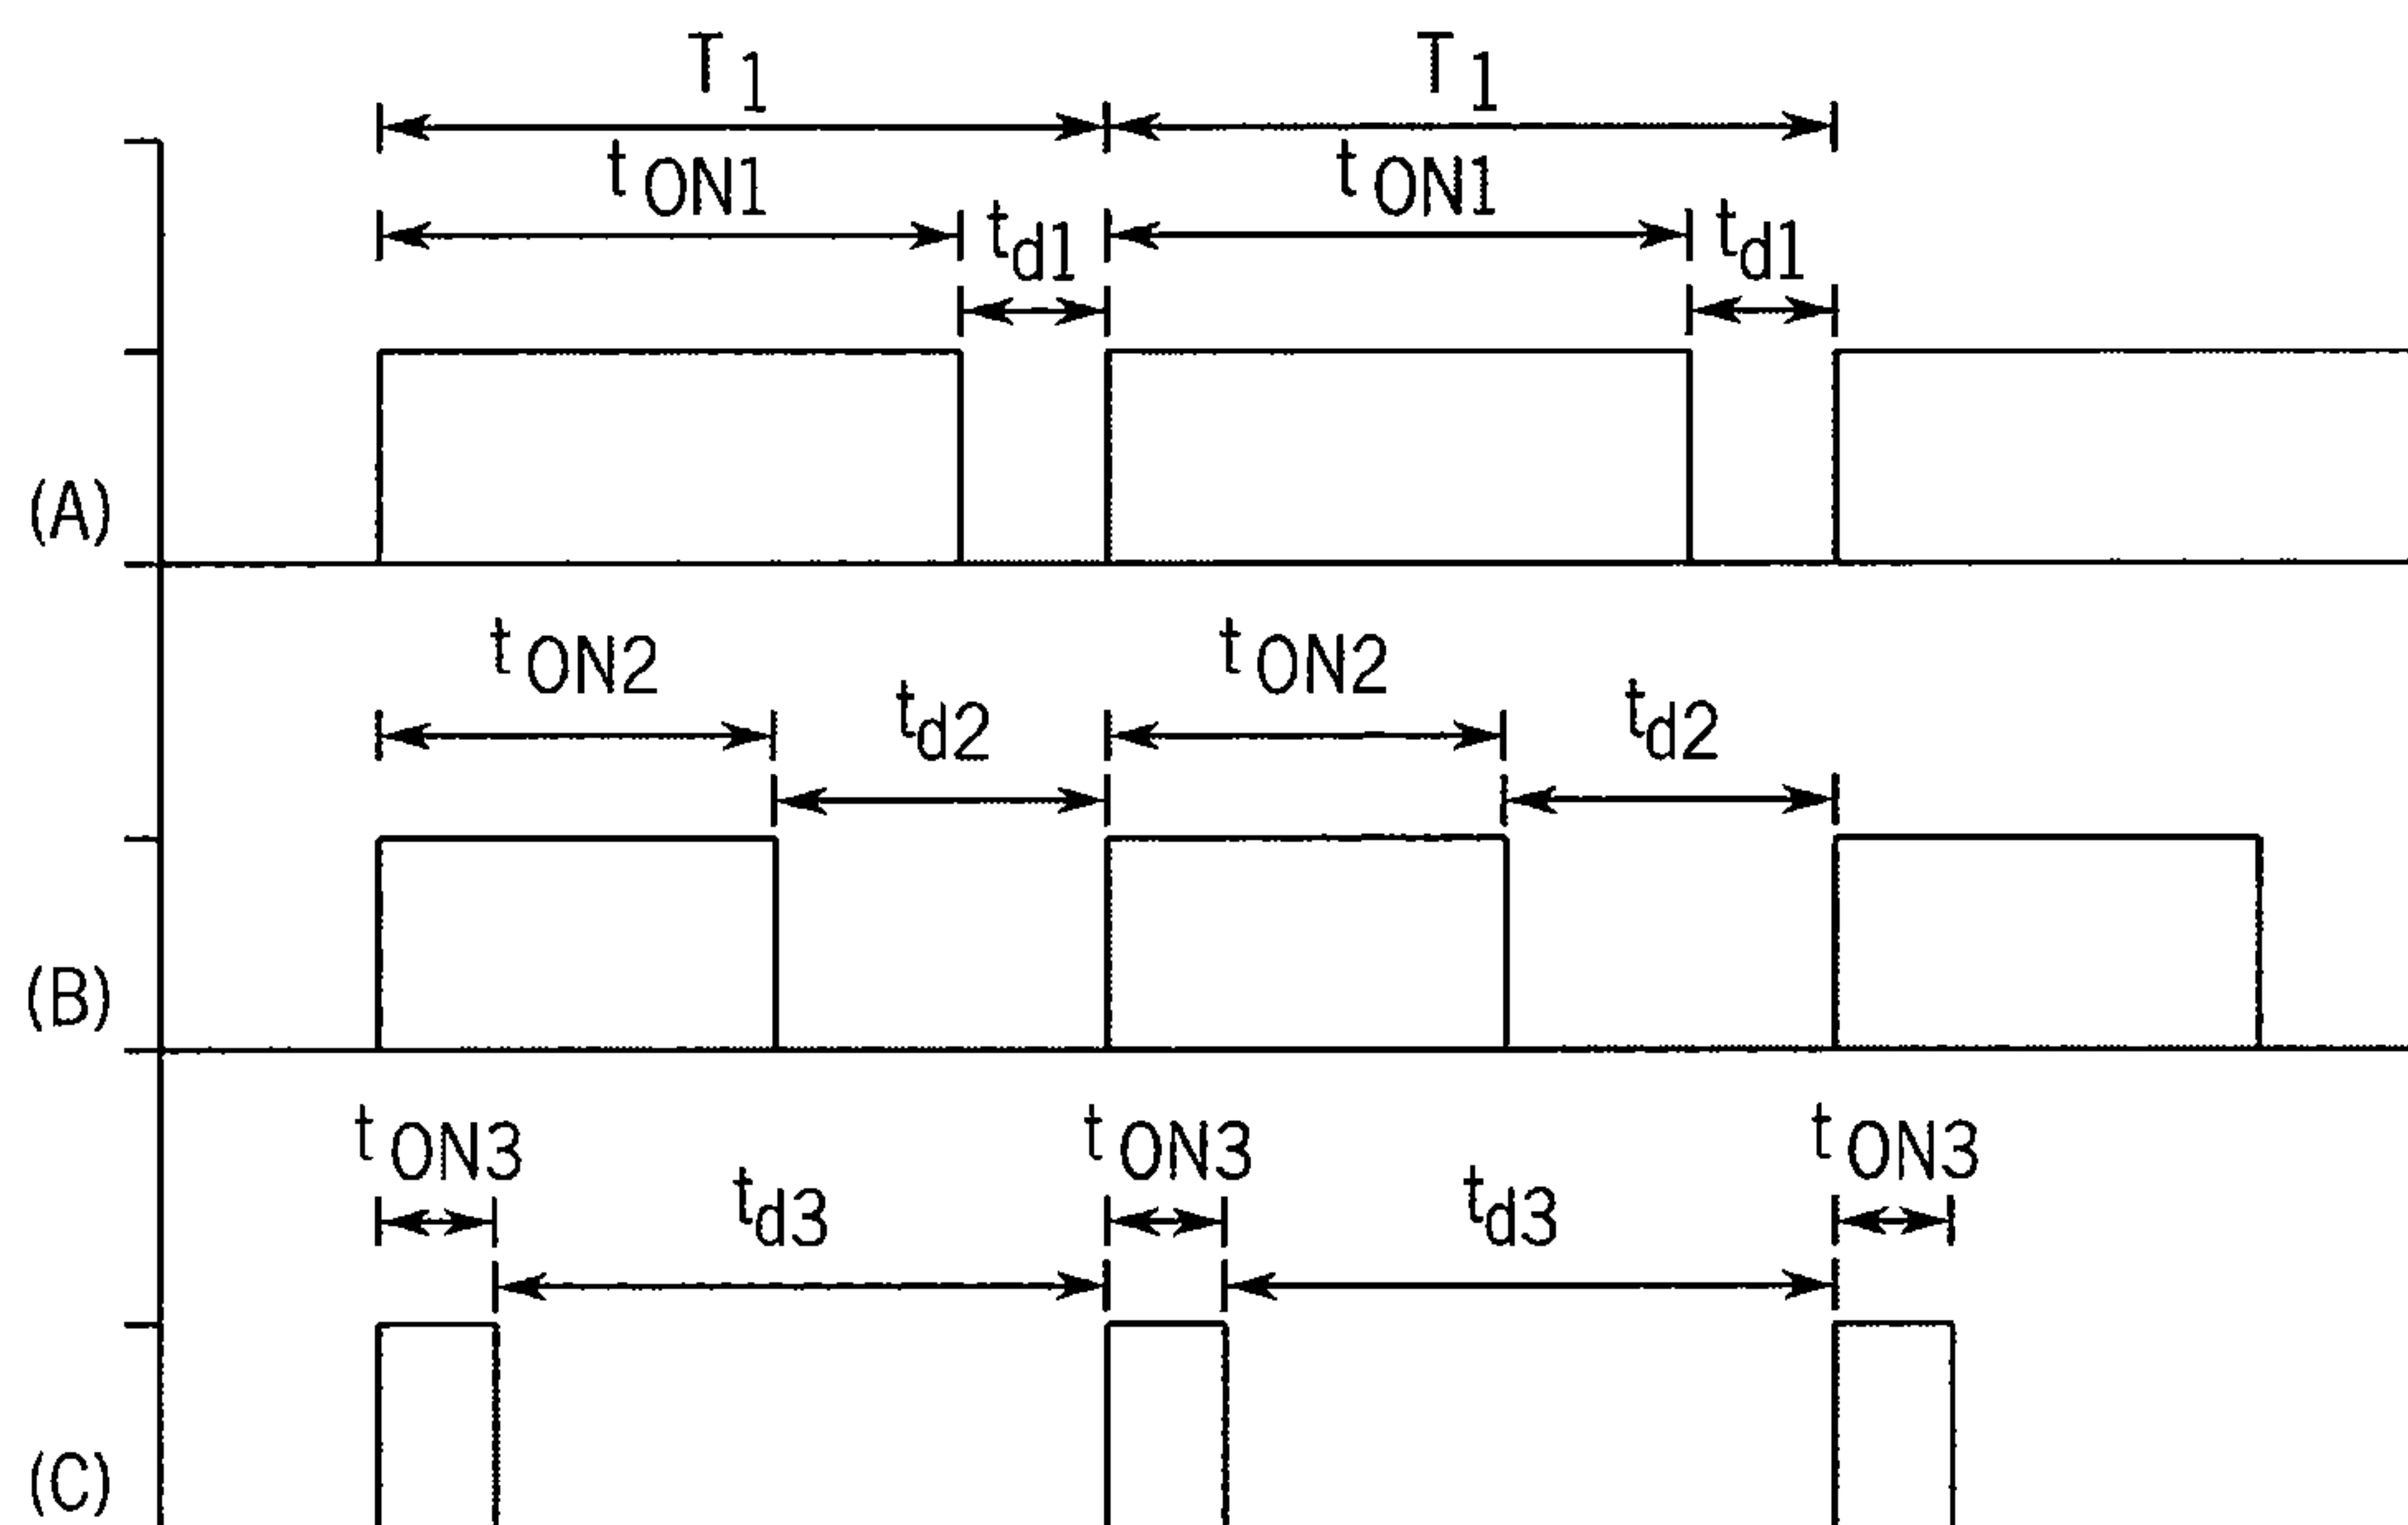 T1 T1
tON1 tON1
td1 td1
(A)
tON2 tON2
td2 td2
(B)
tON3 tON3 tON3
td3 td3
(C)